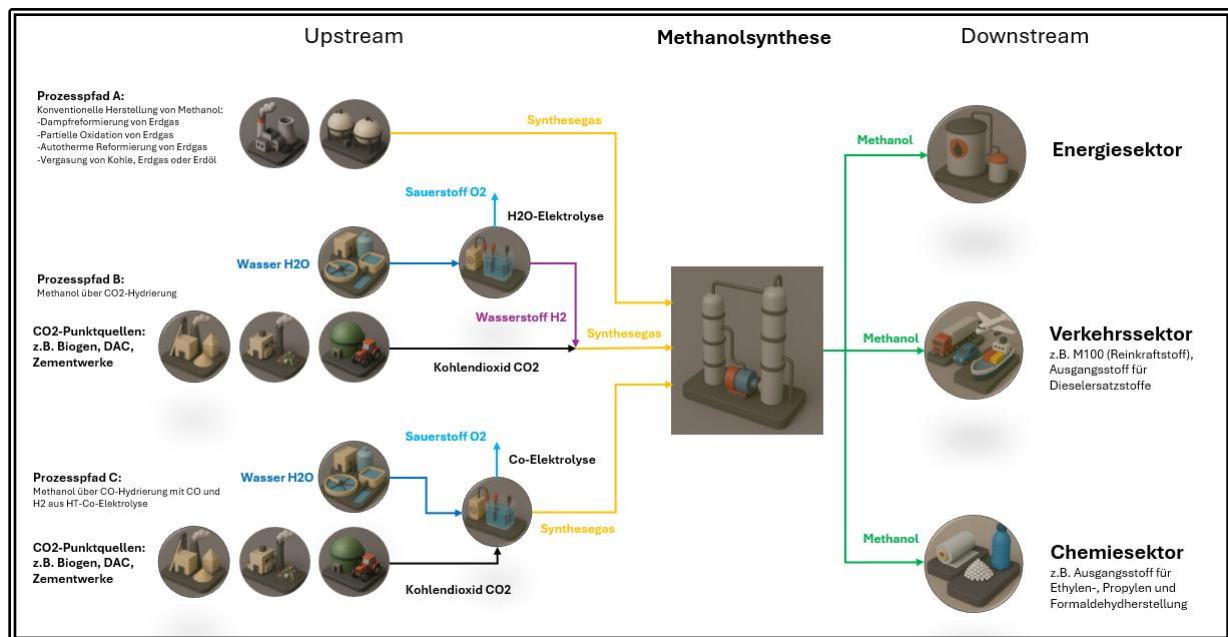 Upstream
Methanolsynthese
Downstream
Prozesspfad A:
Konventionelle Herstellung von Methanol:
-Dampfreformierung von Erdgas
-Partielle Oxidation von Erdgas
-Autotherme Reformierung von Erdgas
-Vergasung von Kohle, Erdgas oder Erdöl
Synthesegas
Methanol
Energiesektor
Sauerstoff O2
H2O-Elektrolyse
Wasser H2O
Prozesspfad B:
Methanol über CO2-Hydrierung
Wasserstoff H2
Synthesegas
CO2-Punktquellen:
z.B. Biogen, DAC,
Zementwerke
Kohlendioxid CO2
Methanol
Verkehrssektor
z.B. M100 (Reinkraftstoff),
Ausgangsstoff für
Dieselersatzstoffe
Sauerstoff O2
Co-Elektrolyse
Wasser H2O
Prozesspfad C:
Methanol über CO-Hydrierung mit CO und
H2 aus HT-Co-Elektrolyse
Synthesegas
CO2-Punktquellen:
z.B. Biogen, DAC,
Zementwerke
Kohlendioxid CO2
Methanol
Chemiesektor
z.B. Ausgangsstoff für
Ethylen-, Propylen und
Formaldehydherstellung